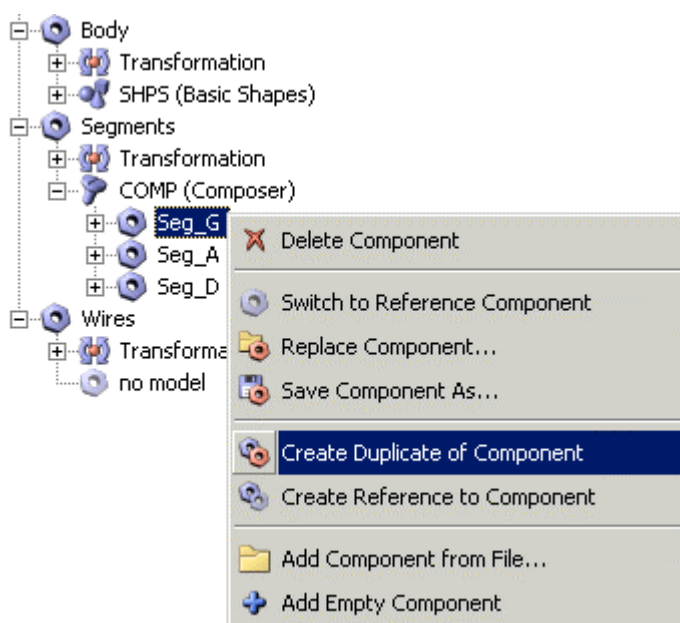 Body
Transformation
SHPS (Basic Shapes)
Segments
Transformation
COMP (Composer)
Seg_G
Seg_A
Seg_D
Wires
Transforma
no model
Delete Component
Switch to Reference Component
Replace Component...
Save Component As...
Create Duplicate of Component
Create Reference to Component
Add Component from File...
Add Empty Component